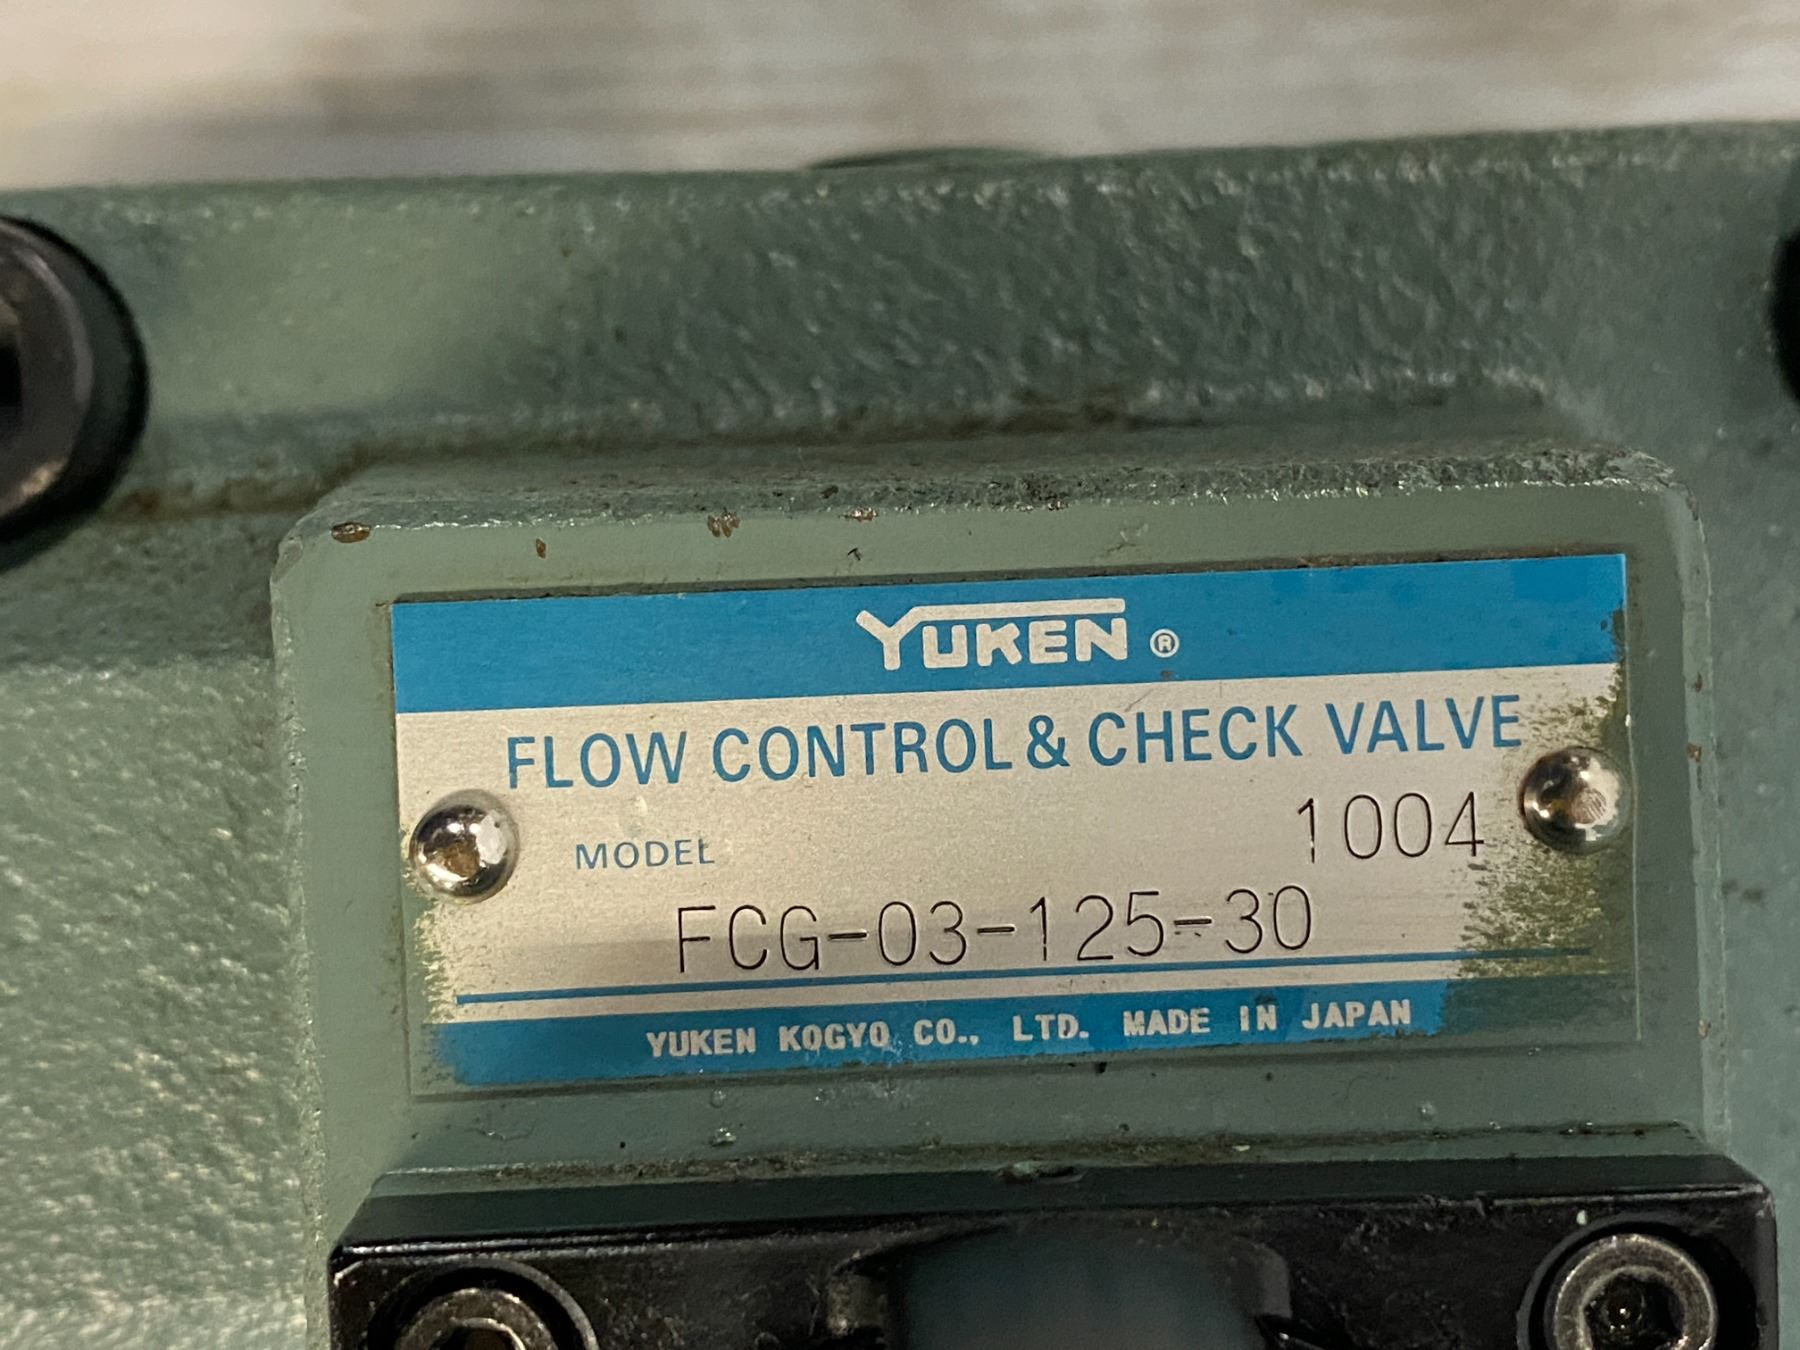 YUKEN ®
FLOW CONTROL & CHECK VALVE
MODEL 1004
FCG-03-125-30
YUKEN KOGYO CO., LTD. MADE IN JAPAN